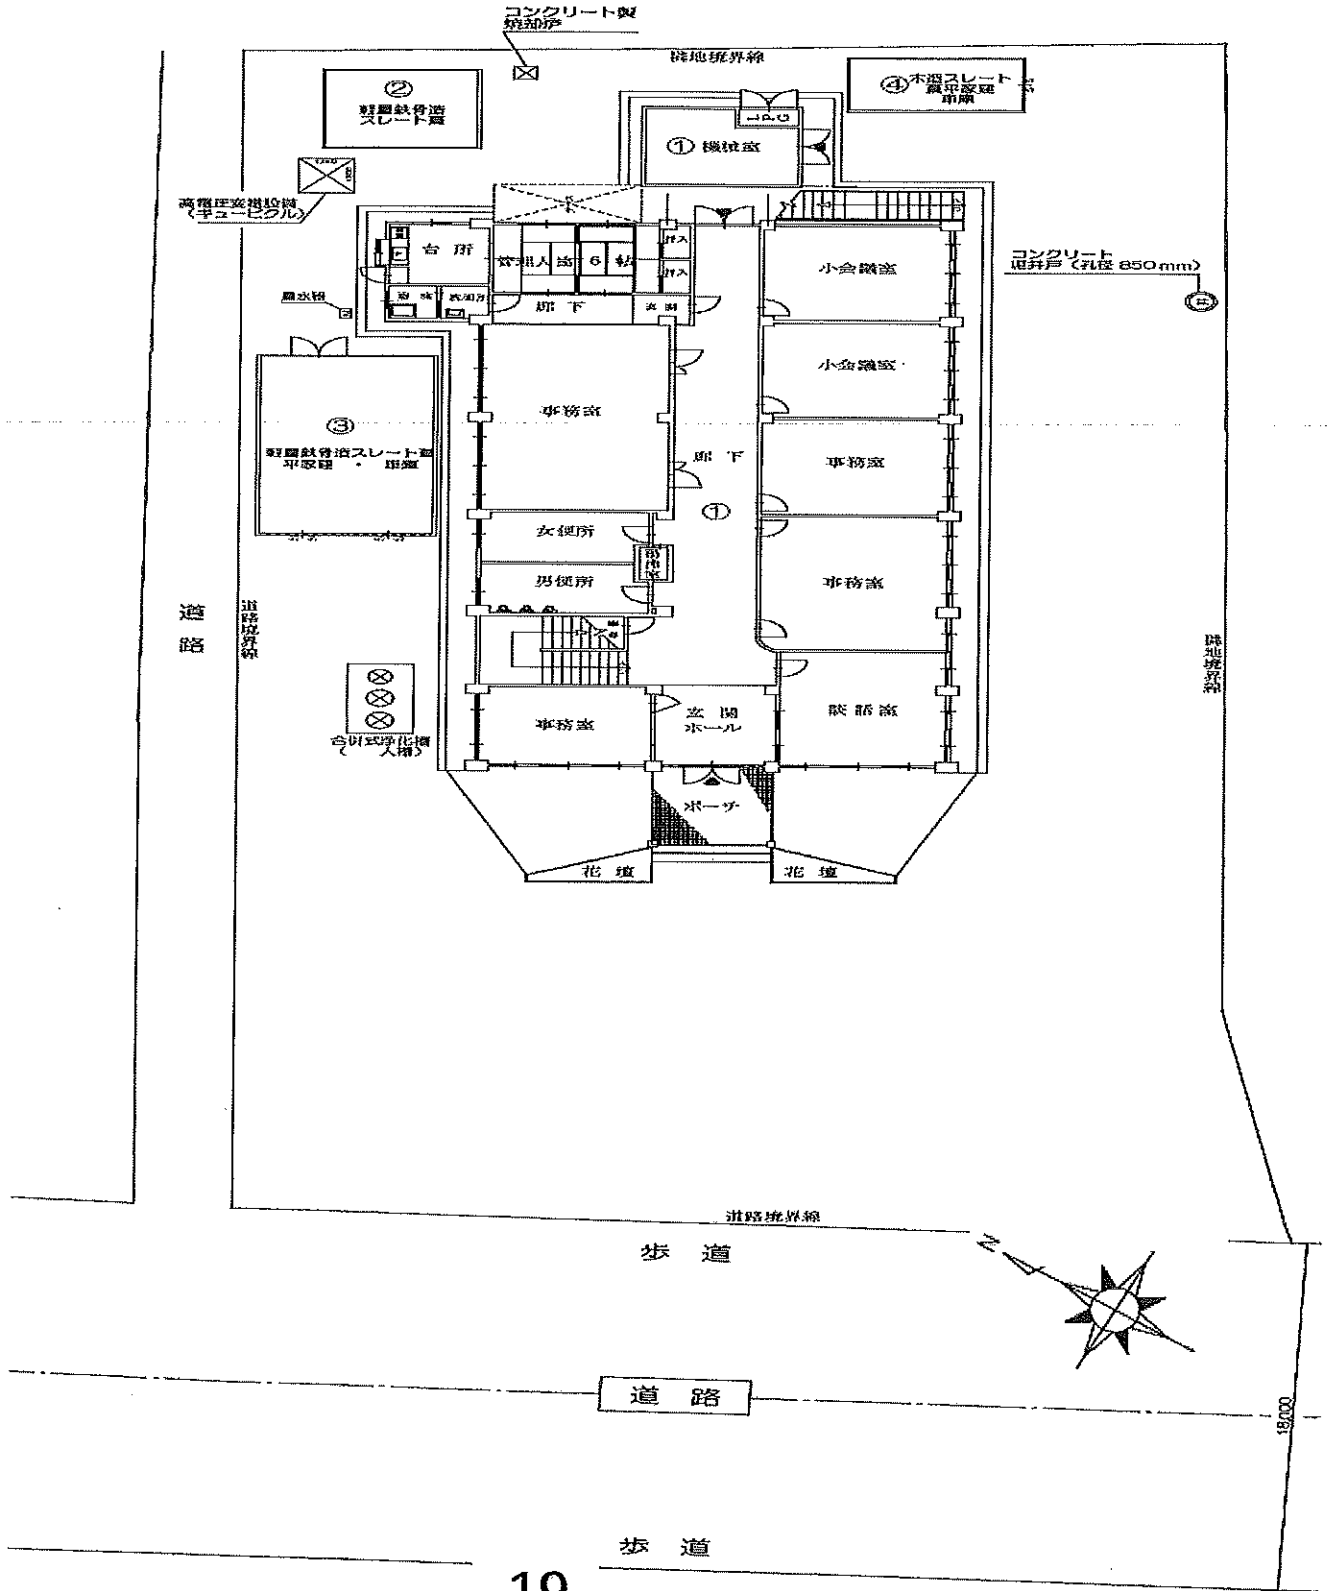 コンクリート製
焼却炉
隣地境界線
②
軽量鉄骨造
スレート葺
④木造スレート
葺平家建
車庫
LPG
① 機械室
高電圧変電設備
(キュービクル)
台 所
管理人室 6 帖
押入
押入
小会議室
コンクリート
堀井戸(孔径 850mm)
井
廊 下
玄 関
小会議室
事務室
③
軽量鉄骨造スレート葺
平家建 ・ 車庫
廊 下
事務室
①
女便所
事務室
男便所
道 路
道路境界線
隣地境界線
事務室
玄 関
ホール
談話室
合併式浄化槽
( 人槽)
ポーチ
花 壇
花 壇
道路境界線
歩 道
N
道 路
18,000
歩 道
19